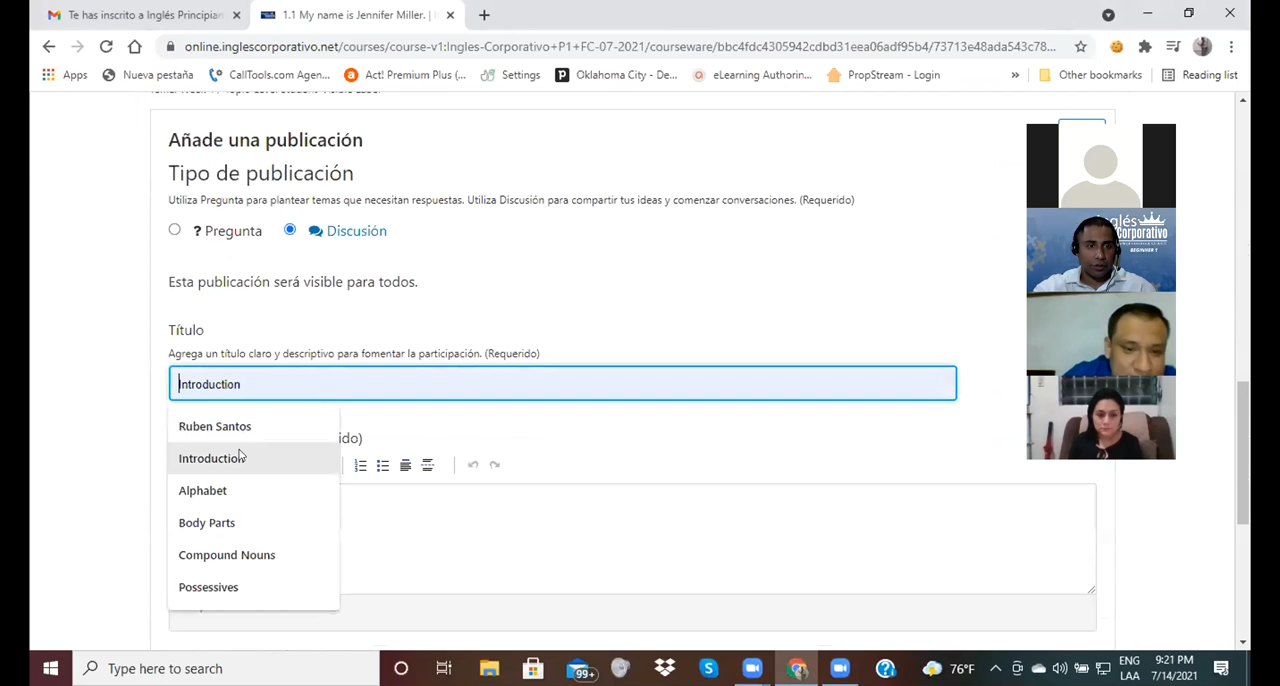 Te has inscrito a Inglés Principian
1.1 My name is Jennifer Miller. |
online.inglescorporativo.net/courses/course-v1:Ingles-Corporativo+P1+FC-07-2021/courseware/bbc4fdc4305942cdbd31eea06adf95b4/73713e48ada543c78...
Apps
Nueva pestaña
CallTools.com Agen...
Act! Premium Plus (...
Settings
Oklahoma City - De...
eLearning Authorin...
PropStream - Login
»
Other bookmarks
Reading list
Añade una publicación
Tipo de publicación
Utiliza Pregunta para plantear temas que necesitan respuestas. Utiliza Discusión para compartir tus ideas y comenzar conversaciones. (Requerido)
? Pregunta
Discusión
Inglés
Corporativo
BEGINNER 1
Esta publicación será visible para todos.
Título
Agrega un título claro y descriptivo para fomentar la participación. (Requerido)
Introduction
Ruben Santos
ido)
Introduction
Alphabet
Body Parts
Compound Nouns
Possessives
Type here to search
99+
76°F
ENG
LAA
9:21 PM
7/14/2021